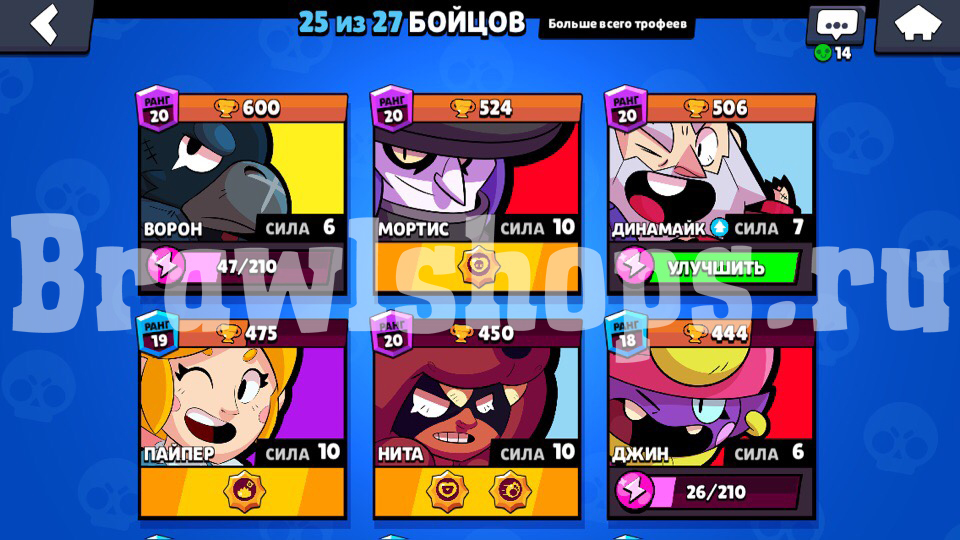 25 из 27 БОЙЦОВ
Больше всего трофеев
14
РАНГ
20
600
РАНГ
20
524
РАНГ
20
506
ВОРОН
СИЛА 6
МОРТИС
СИЛА 10
ДИНАМАЙК
СИЛА 7
47/210
УЛУЧШИТЬ
Brawlshops.ru
РАНГ
19
475
РАНГ
20
450
РАНГ
18
444
ПАЙПЕР
СИЛА 10
НИТА
СИЛА 10
ДЖИН
СИЛА 6
26/210